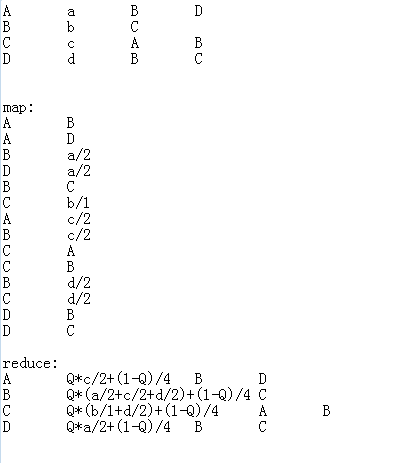 A a B D
B b C
C c A B
D d B C
map:
A B
A D
B a/2
D a/2
B C
C b/1
A c/2
B c/2
C A
C B
B d/2
C d/2
D B
D C
reduce:
A Q*c/2+(1-Q)/4 B D
B Q*(a/2+c/2+d/2)+(1-Q)/4 C
C Q*(b/1+d/2)+(1-Q)/4 A B
D Q*a/2+(1-Q)/4 B C